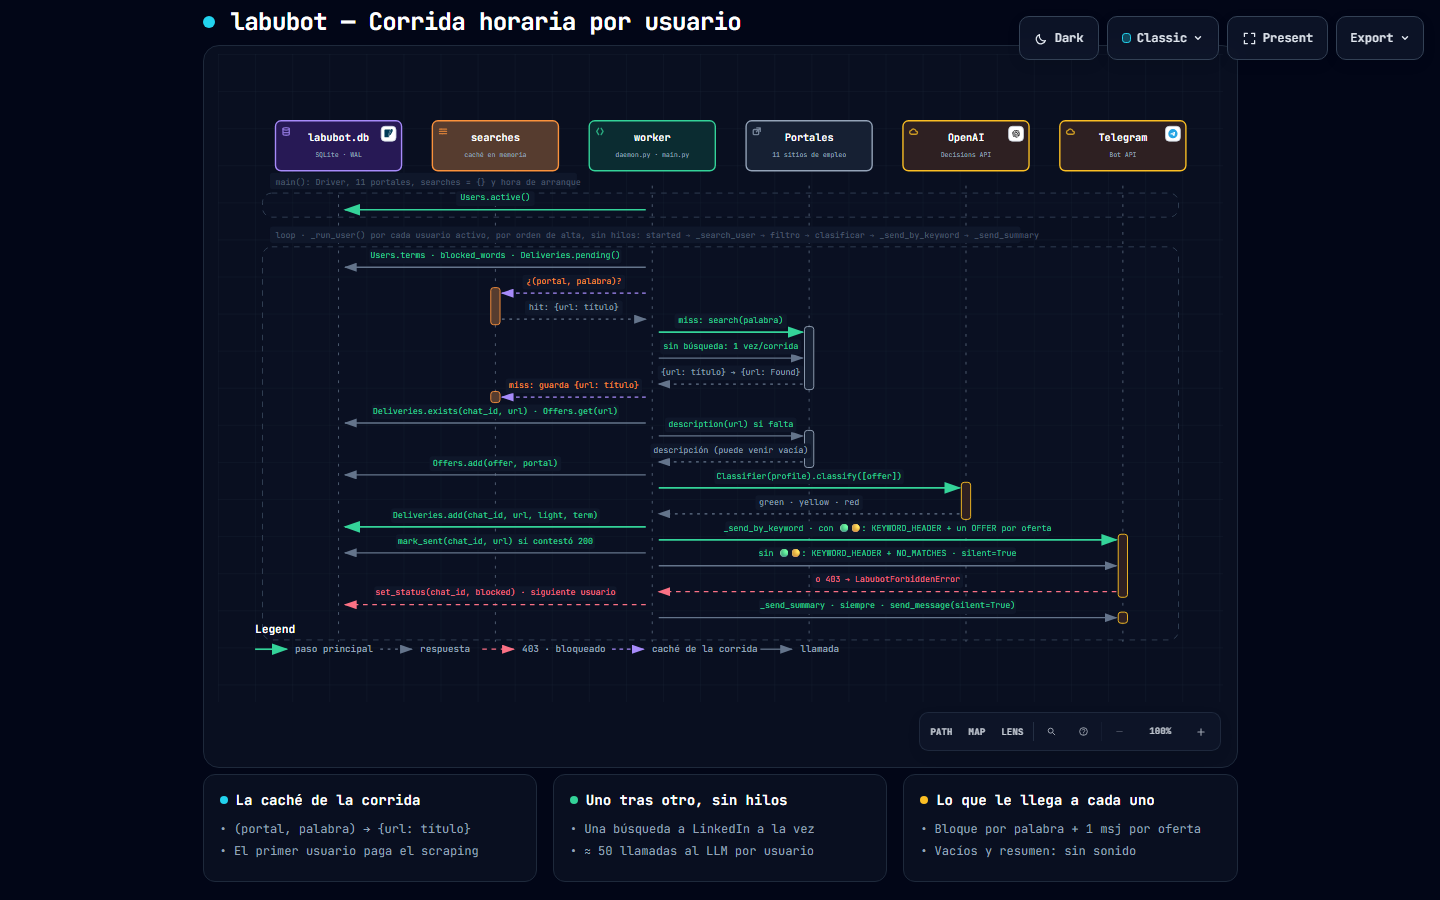 labubot — Corrida horaria por usuario
Dark
Classic
Present
Export
labubot.db
SQLite · WAL
searches
caché en memoria
worker
daemon.py · main.py
Portales
11 sitios de empleo
OpenAI
Decisions API
Telegram
Bot API
main(): Driver, 11 portales, searches = {} y hora de arranque
Users.active()
loop · _run_user() por cada usuario activo, por orden de alta, sin hilos: started → _search_user → filtro → clasificar → _send_by_keyword → _send_summary
Users.terms · blocked_words · Deliveries.pending()
¿(portal, palabra)?
hit: {url: título}
miss: search(palabra)
sin búsqueda: 1 vez/corrida
{url: título} → {url: Found}
miss: guarda {url: título}
Deliveries.exists(chat_id, url) · Offers.get(url)
description(url) si falta
descripción (puede venir vacía)
Offers.add(offer, portal)
Classifier(profile).classify([offer])
green · yellow · red
Deliveries.add(chat_id, url, light, term)
_send_by_keyword · con 🟢🟡: KEYWORD_HEADER + un OFFER por oferta
mark_sent(chat_id, url) si contestó 200
sin 🟢🟡: KEYWORD_HEADER + NO_MATCHES · silent=True
o 403 → LabubotForbiddenError
set_status(chat_id, blocked) · siguiente usuario
_send_summary · siempre · send_message(silent=True)
Legend
paso principal
respuesta
403 · bloqueado
caché de la corrida
llamada
PATH
MAP
LENS
100%
La caché de la corrida
• (portal, palabra) → {url: título}
• El primer usuario paga el scraping
Uno tras otro, sin hilos
• Una búsqueda a LinkedIn a la vez
• ≈ 50 llamadas al LLM por usuario
Lo que le llega a cada uno
• Bloque por palabra + 1 msj por oferta
• Vacíos y resumen: sin sonido